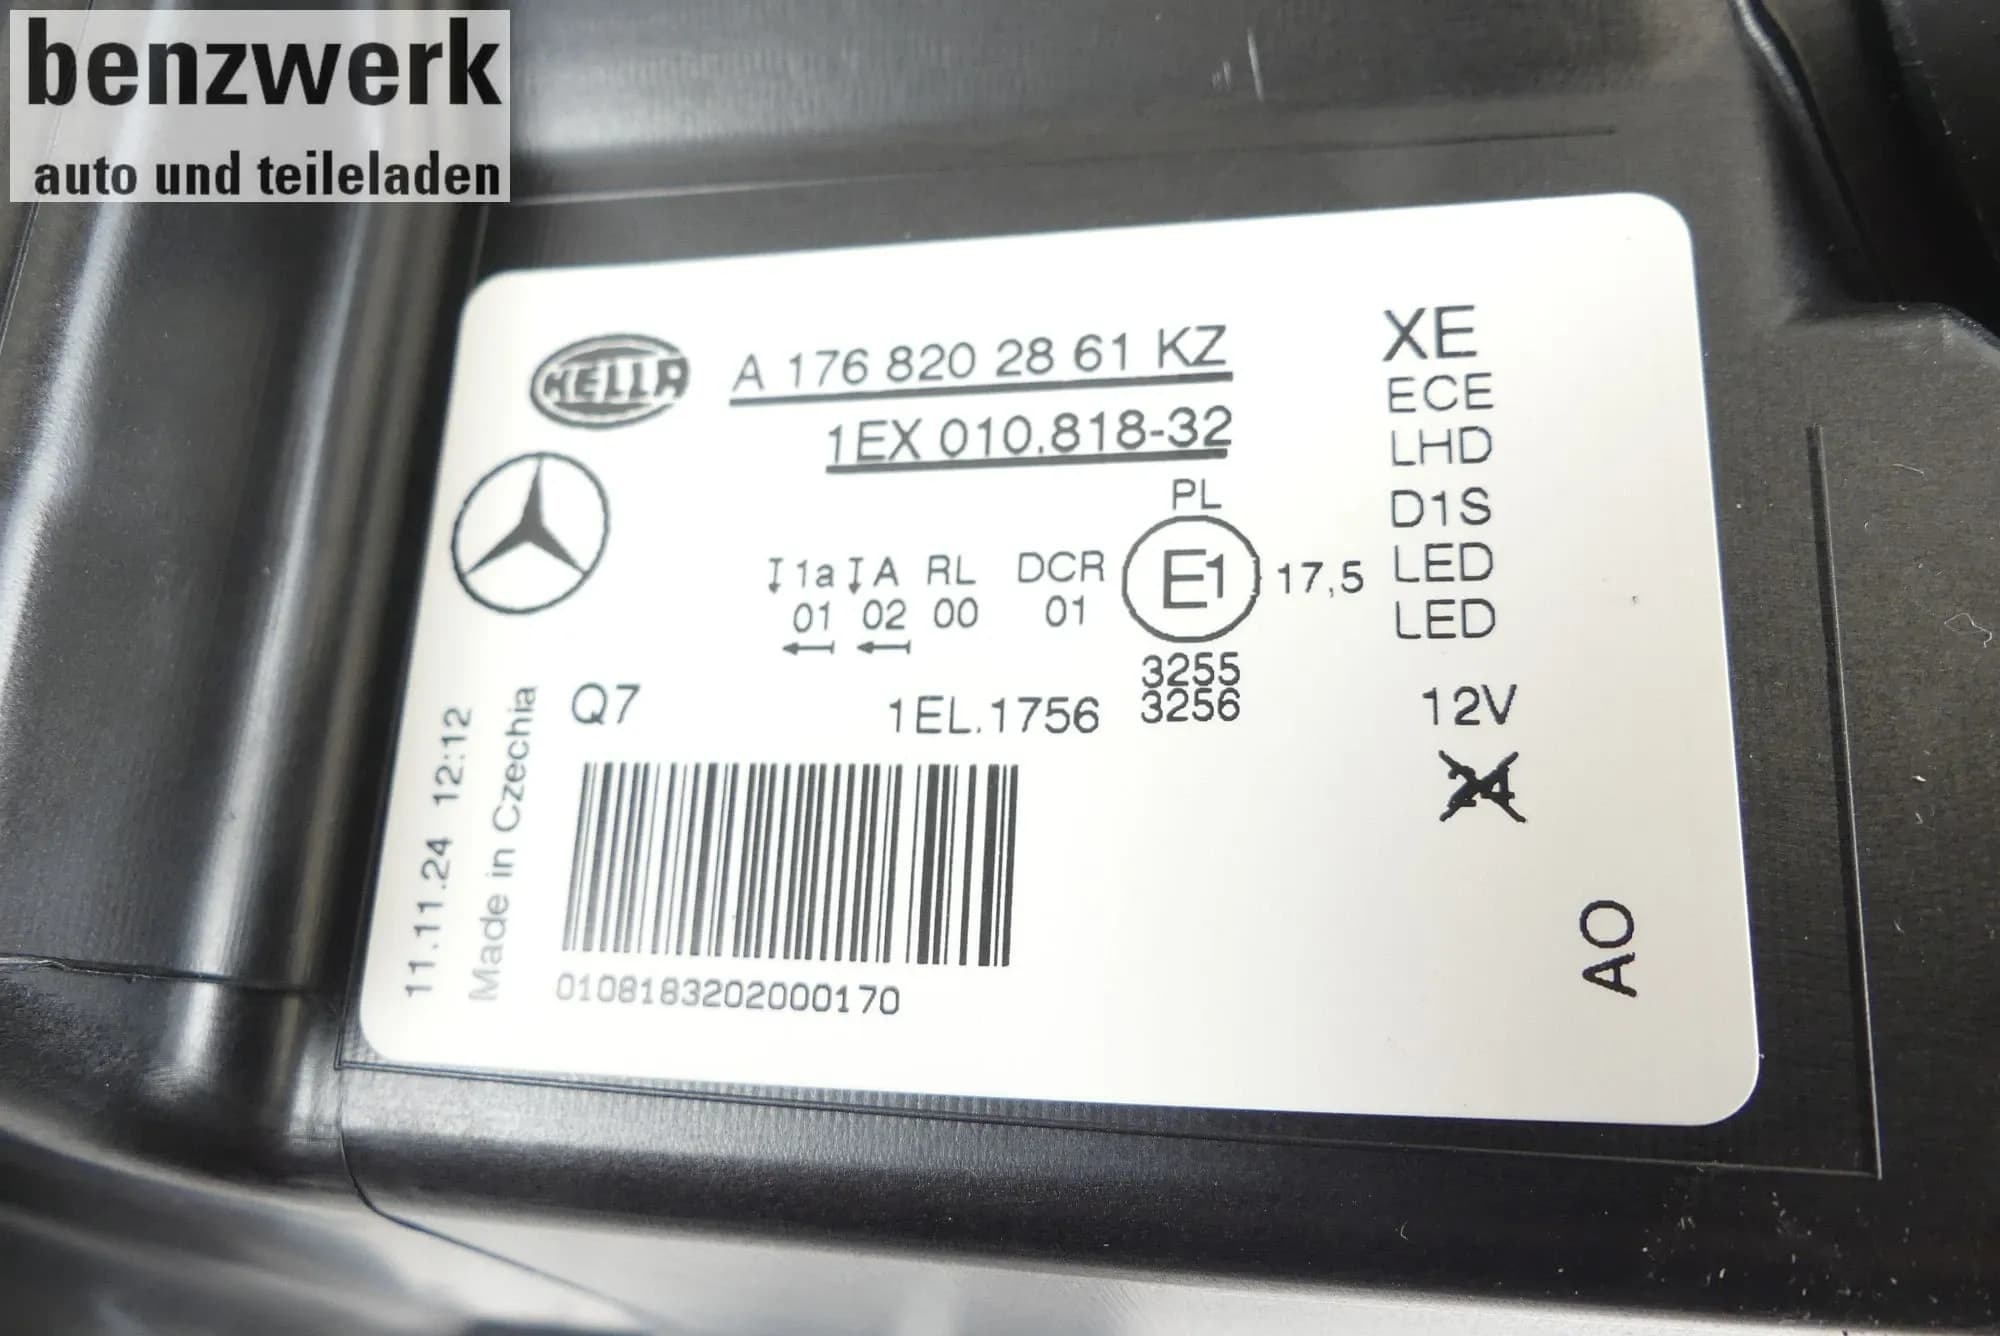 benzwerk
auto und teileladen
HELLA
A 176 820 28 61 KZ
1EX 010.818-32
XE
ECE
LHD
D1S
LED
LED
PL
1a A RL DCR E1 17,5
01 02 00 01
3255
3256
Q7 1EL.1756
12V
24
11.11.24 12:12
Made in Czechia
0108183202000170
AO